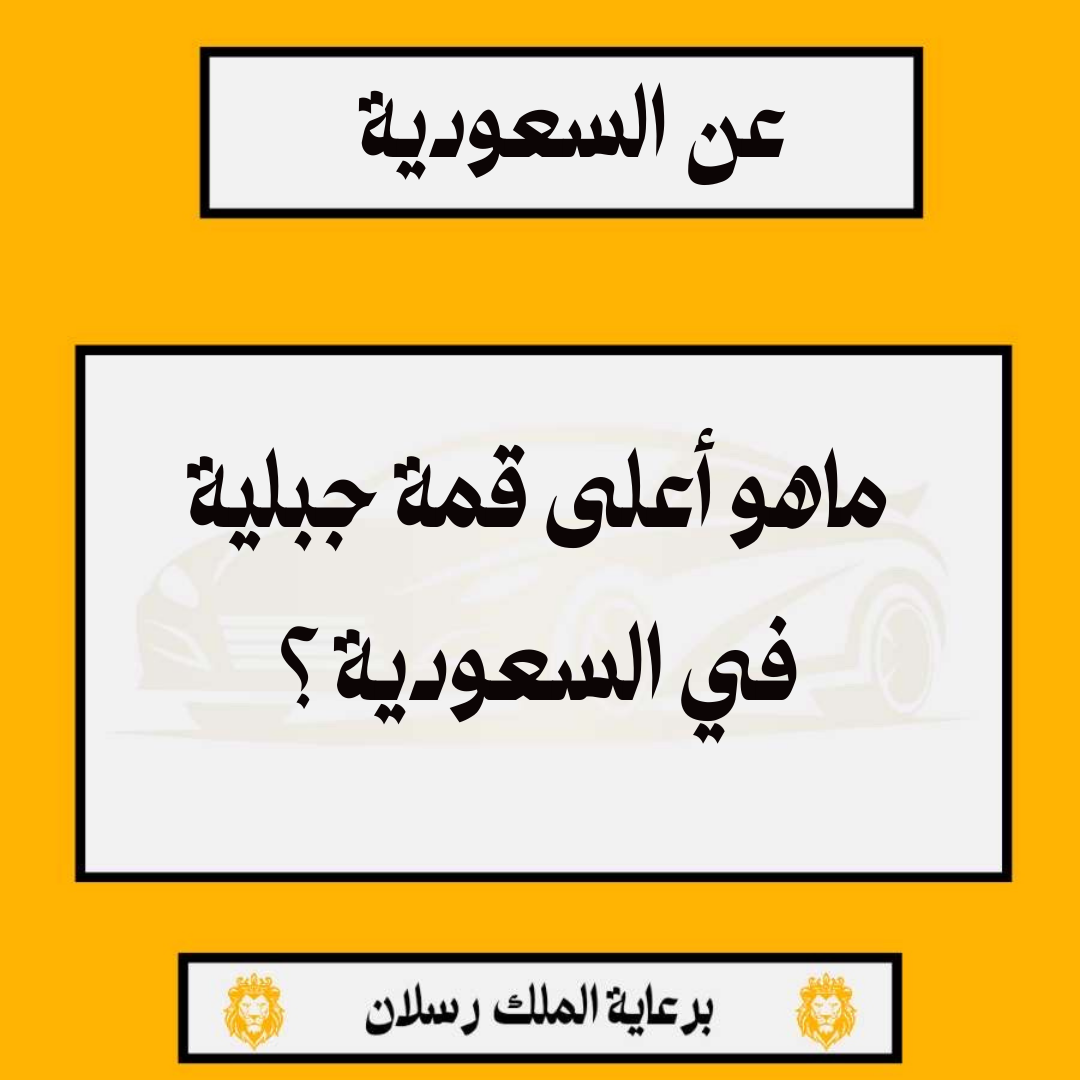 عن السعودية
ماهو أعلى قمة جبلية
في السعودية ؟
برعاية الملك رسلان